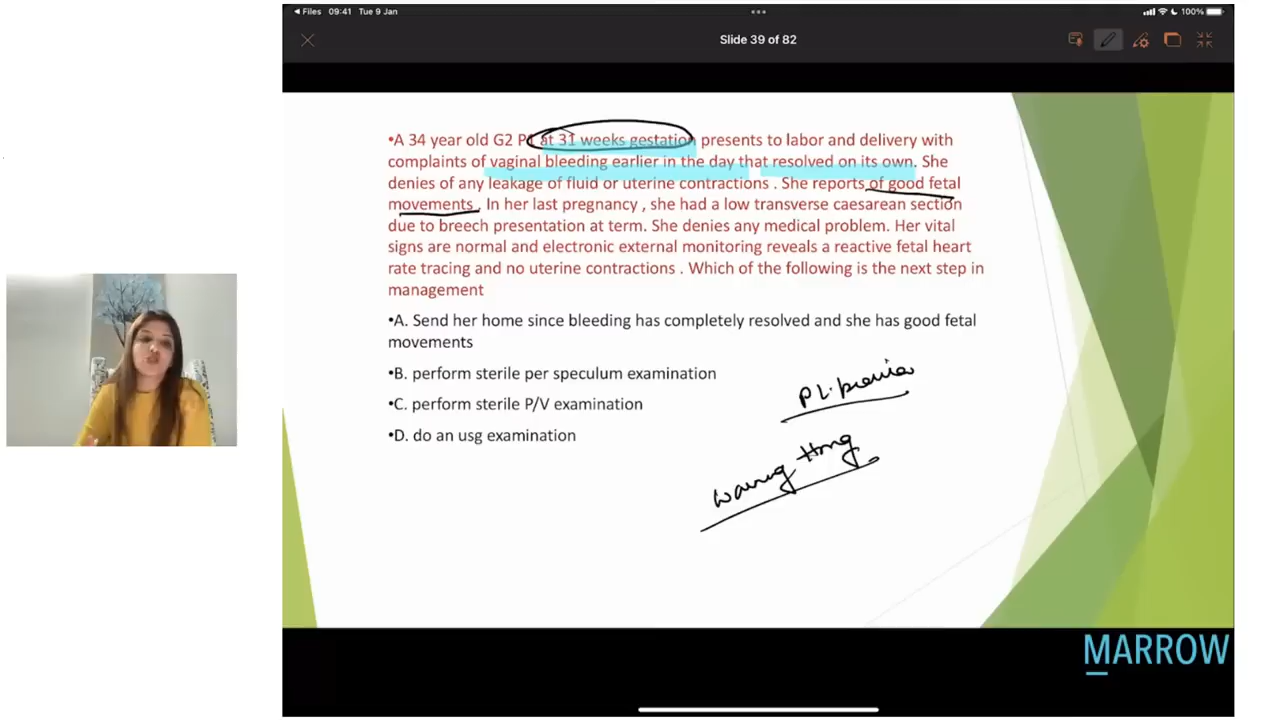 Files 09:41 Tue 9 Jan
100%
Slide 39 of 82
•A 34 year old G2 P1 at 31 weeks gestation presents to labor and delivery with
complaints of vaginal bleeding earlier in the day that resolved on its own. She
denies of any leakage of fluid or uterine contractions . She reports of good fetal
movements . In her last pregnancy , she had a low transverse caesarean section
due to breech presentation at term. She denies any medical problem. Her vital
signs are normal and electronic external monitoring reveals a reactive fetal heart
rate tracing and no uterine contractions . Which of the following is the next step in
management
•A. Send her home since bleeding has completely resolved and she has good fetal
movements
•B. perform sterile per speculum examination
•C. perform sterile P/V examination
•D. do an usg examination
PL. previa
MARROW